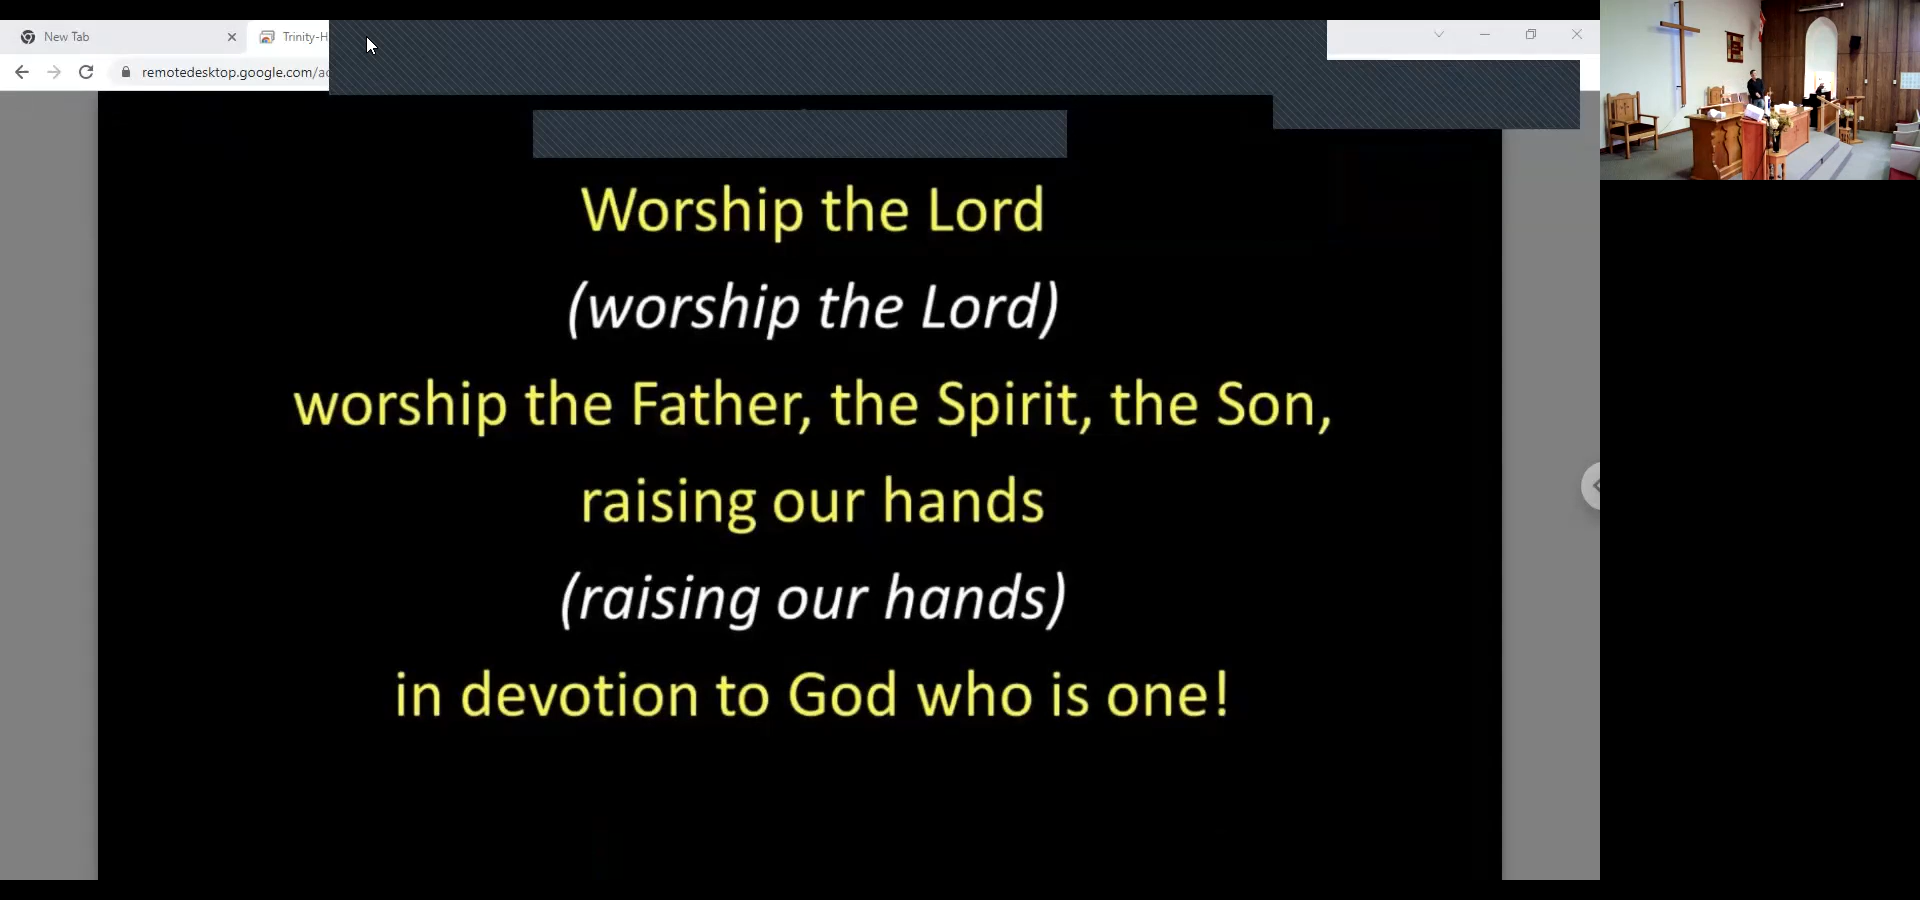 New Tab
Trinity-H
remotedesktop.google.com/ac
Worship the Lord
(worship the Lord)
worship the Father, the Spirit, the Son,
raising our hands
(raising our hands)
in devotion to God who is one!